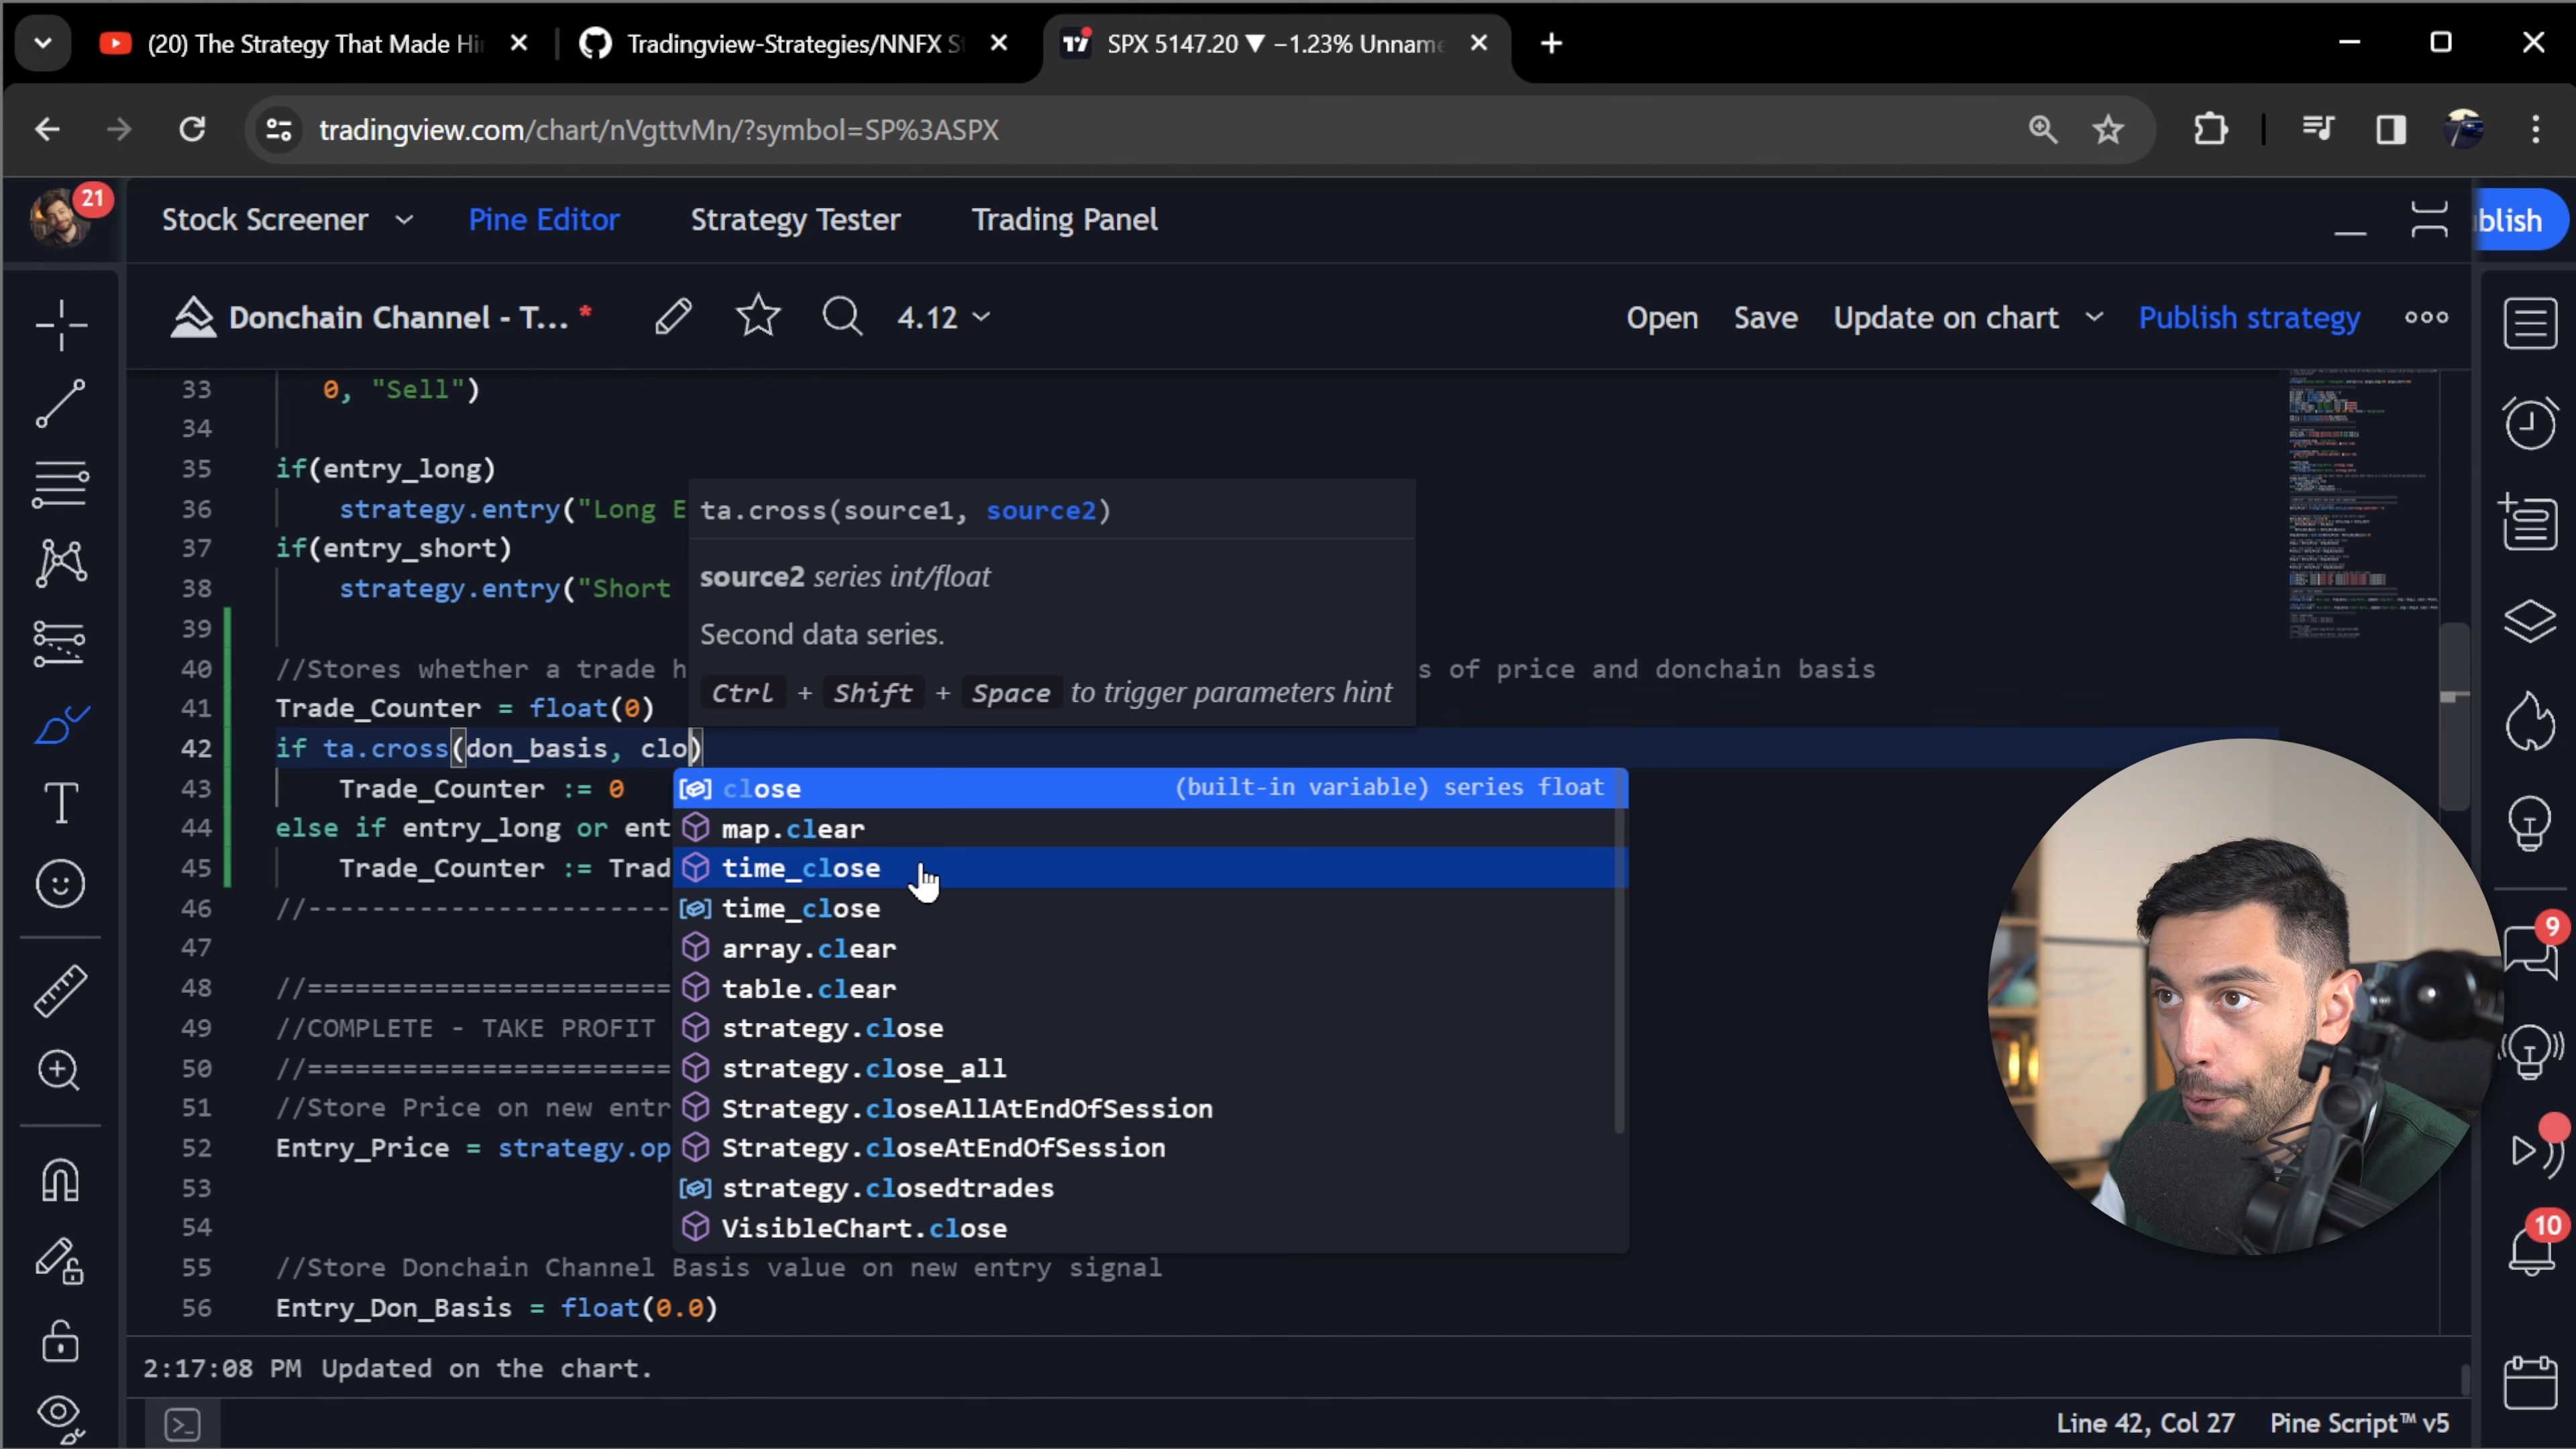 (20) The Strategy That Made Hi
Tradingview-Strategies/NNFX S
SPX 5147.20 ▼ −1.23% Unname
tradingview.com/chart/nVgttvMn/?symbol=SP%3ASPX
21
Stock Screener
Pine Editor
Strategy Tester
Trading Panel
blish
Donchain Channel - T... *
4.12
Open
Save
Update on chart
Publish strategy
33 0, "Sell")
34
35 if(entry_long)
36 strategy.entry("Long E
37 if(entry_short)
38 strategy.entry("Short
39
40 //Stores whether a trade h s of price and donchain basis
41 Trade_Counter = float(0)
42 if ta.cross(don_basis, clo)
43 Trade_Counter := 0
44 else if entry_long or ent
45 Trade_Counter := Trad
46 //-----------------------
47
48 //=======================
49 //COMPLETE - TAKE PROFIT
50 //=======================
51 //Store Price on new entr
52 Entry_Price = strategy.op
53
54
55 //Store Donchain Channel Basis value on new entry signal
56 Entry_Don_Basis = float(0.0)
ta.cross(source1, source2)
source2 series int/float
Second data series.
Ctrl + Shift + Space to trigger parameters hint
close (built-in variable) series float
map.clear
time_close
time_close
array.clear
table.clear
strategy.close
strategy.close_all
Strategy.closeAllAtEndOfSession
Strategy.closeAtEndOfSession
strategy.closedtrades
VisibleChart.close
9
10
2:17:08 PM Updated on the chart.
Line 42, Col 27
Pine Script™ v5